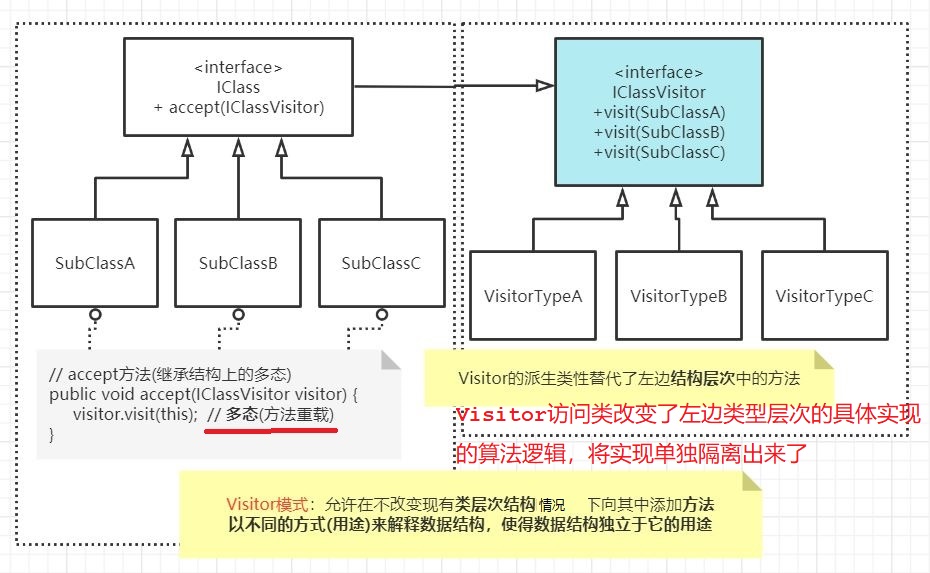 <interface>
IClass
+ accept(IClassVisitor)
<interface>
IClassVisitor
+visit(SubClassA)
+visit(SubClassB)
+visit(SubClassC)
SubClassA
SubClassB
SubClassC
VisitorTypeA
VisitorTypeB
VisitorTypeC
// accept方法(继承结构上的多态)
public void accept(IClassVisitor visitor) {
visitor.visit(this); // 多态(方法重载)
}
Visitor的派生类性替代了左边结构层次中的方法
Visitor访问类改变了左边类型层次的具体实现
的算法逻辑，将实现单独隔离出来了
Visitor模式：允许在不改变现有类层次结构 情况 下向其中添加方法
以不同的方式(用途)来解释数据结构，使得数据结构独立于它的用途